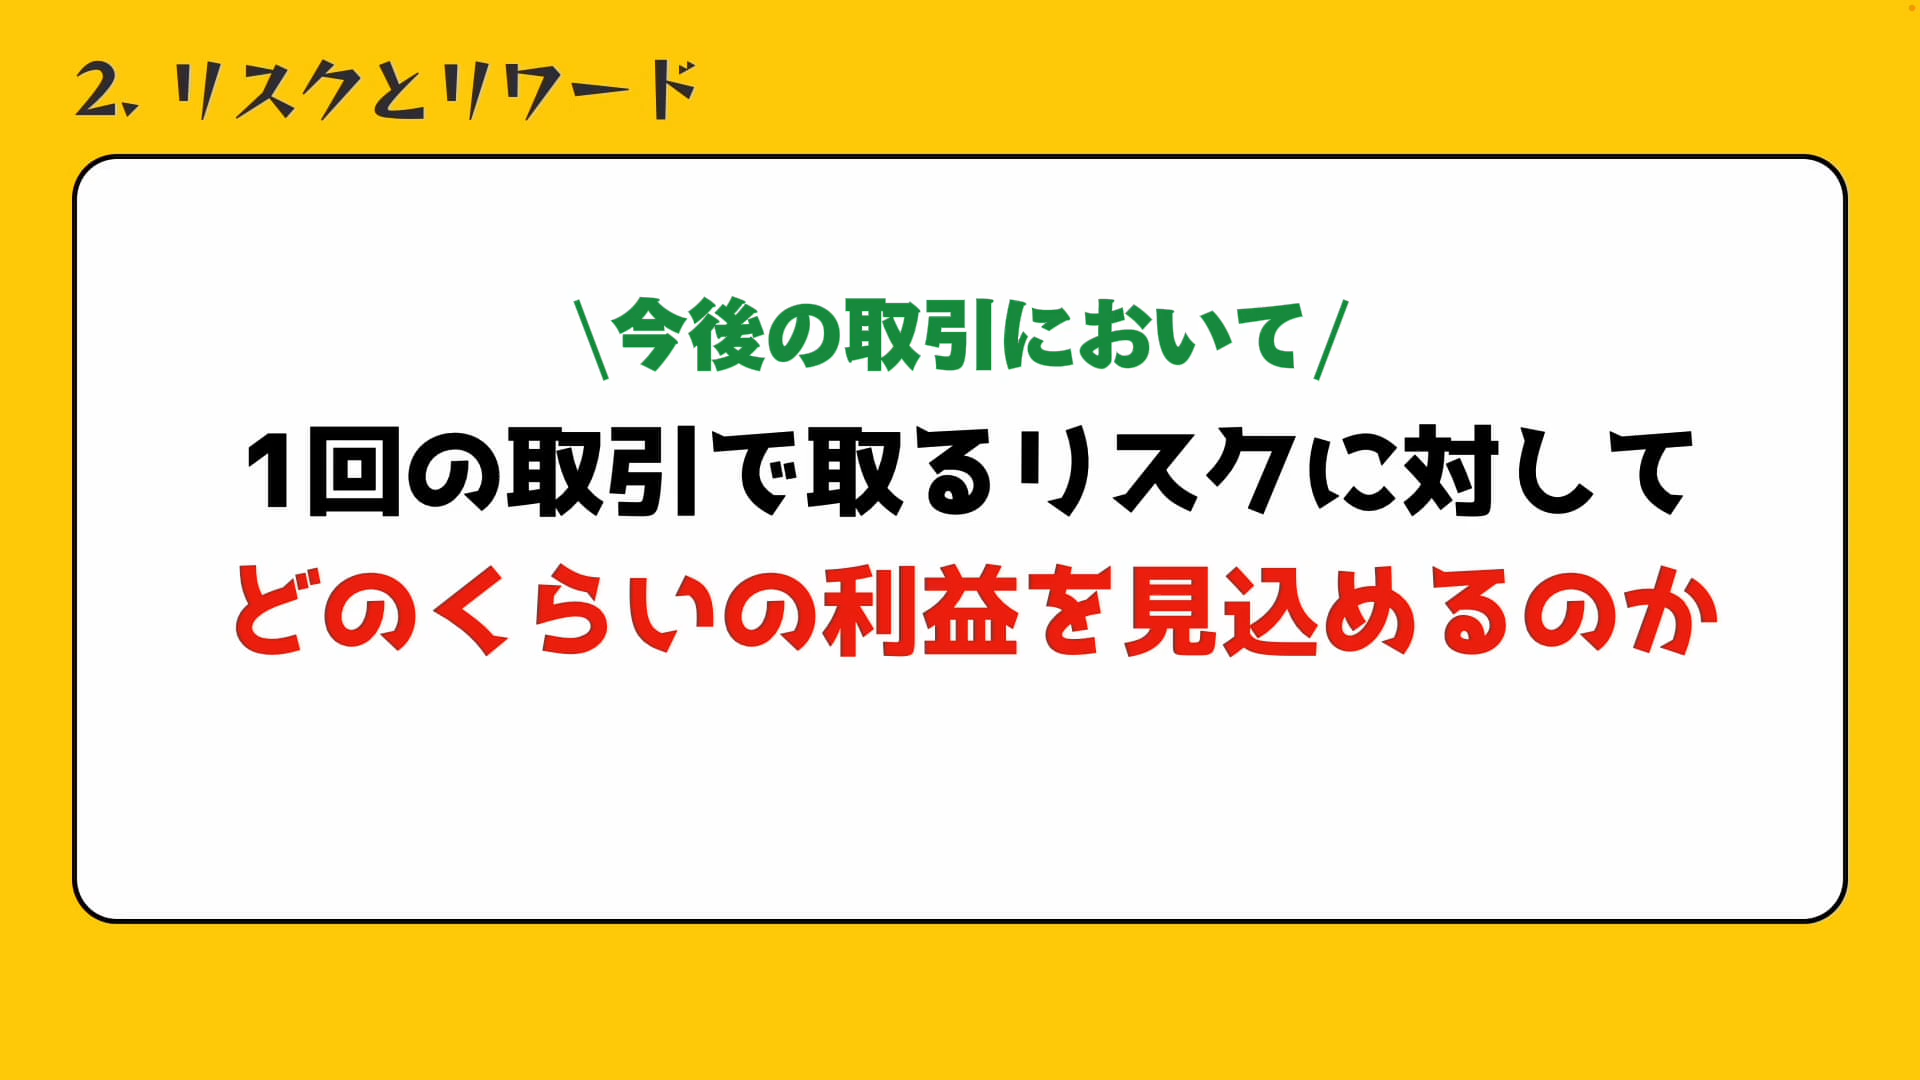 2. リスクとリワード
\今後の取引において/
1回の取引で取るリスクに対して
どのくらいの利益を見込めるのか